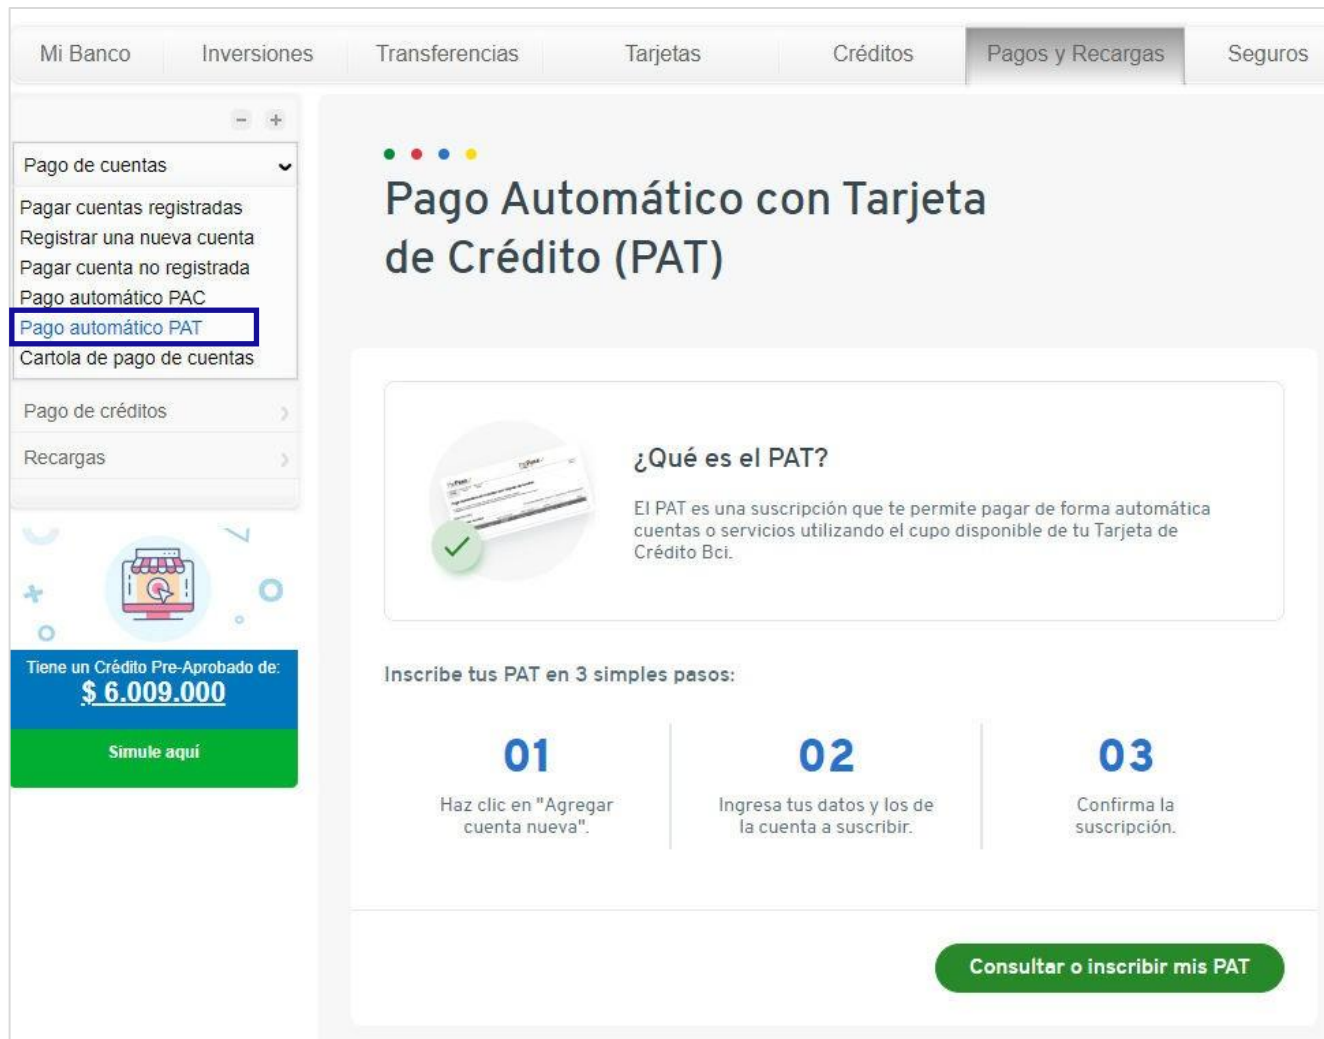 Mi Banco
Inversiones
Transferencias
Tarjetas
Créditos
Pagos y Recargas
Seguros
- +
Pago de cuentas
Pagar cuentas registradas
Registrar una nueva cuenta
Pagar cuenta no registrada
Pago automático PAC
Pago automático PAT
Cartola de pago de cuentas
Pago de créditos
Recargas
Tiene un Crédito Pre-Aprobado de:
$ 6.009.000
Simule aquí
Pago Automático con Tarjeta
de Crédito (PAT)
¿Qué es el PAT?
El PAT es una suscripción que te permite pagar de forma automática
cuentas o servicios utilizando el cupo disponible de tu Tarjeta de
Crédito Bci.
Inscribe tus PAT en 3 simples pasos:
01
Haz clic en "Agregar
cuenta nueva".
02
Ingresa tus datos y los de
la cuenta a suscribir.
03
Confirma la
suscripción.
Consultar o inscribir mis PAT